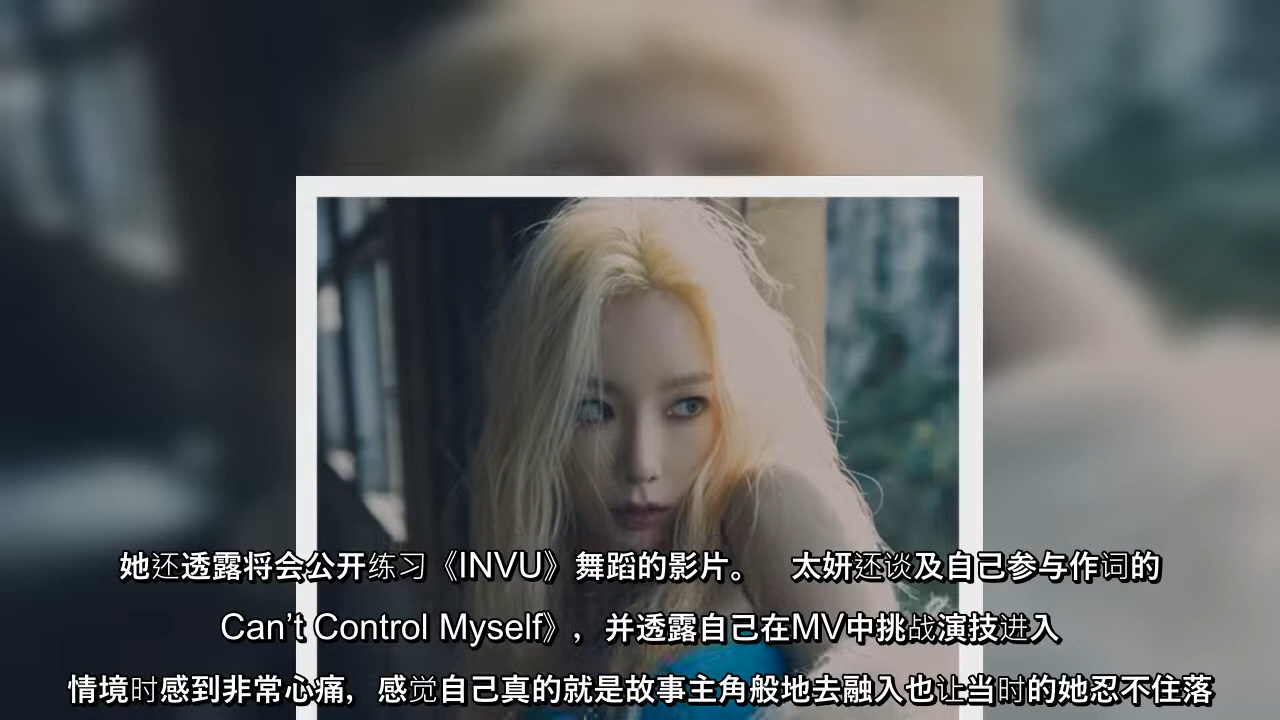 她还透露将会公开练习《INVU》舞蹈的影片。 太妍还谈及自己参与作词的
Can’t Control Myself》，并透露自己在MV中挑战演技进入
情境时感到非常心痛，感觉自己真的就是故事主角般地去融入也让当时的她忍不住落